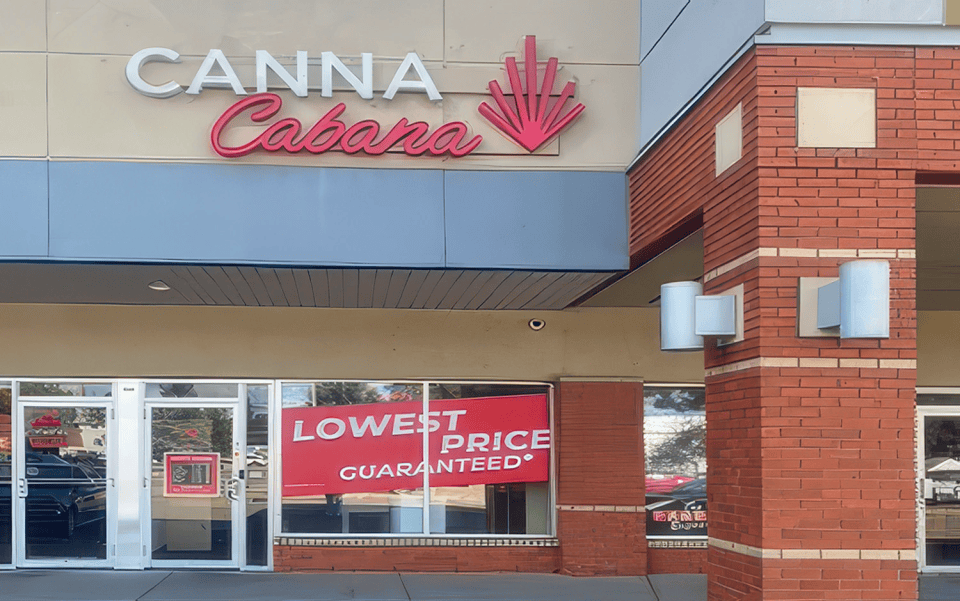 CANNA
Cabana
LOWEST
PRICE
GUARANTEED*